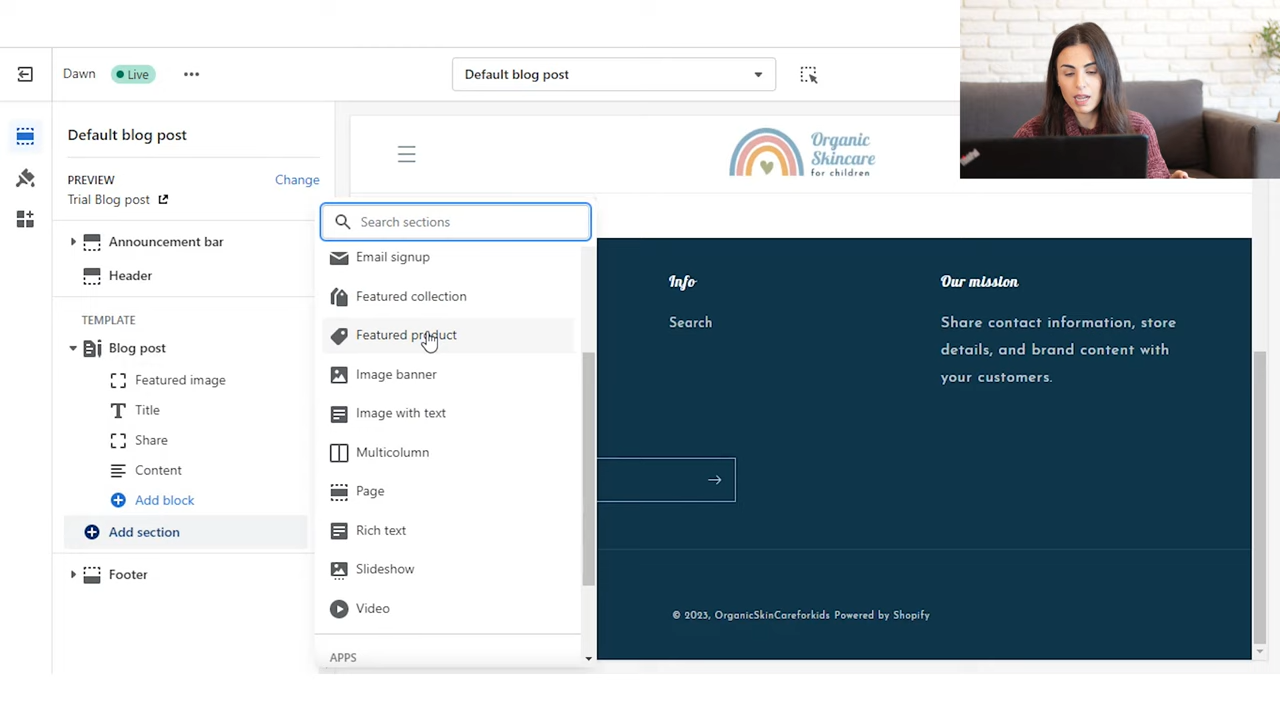 Dawn
Live
Default blog post
Default blog post
PREVIEW
Change
Trial Blog post
Announcement bar
Header
TEMPLATE
Blog post
Featured image
Title
Share
Content
Add block
Add section
Footer
Search sections
Email signup
Featured collection
Featured product
Image banner
Image with text
Multicolumn
Page
Rich text
Slideshow
Video
APPS
Organic
Skincare
for children
Info
Search
Our mission
Share contact information, store
details, and brand content with
your customers.
© 2023, OrganicSkinCareforkids Powered by Shopify